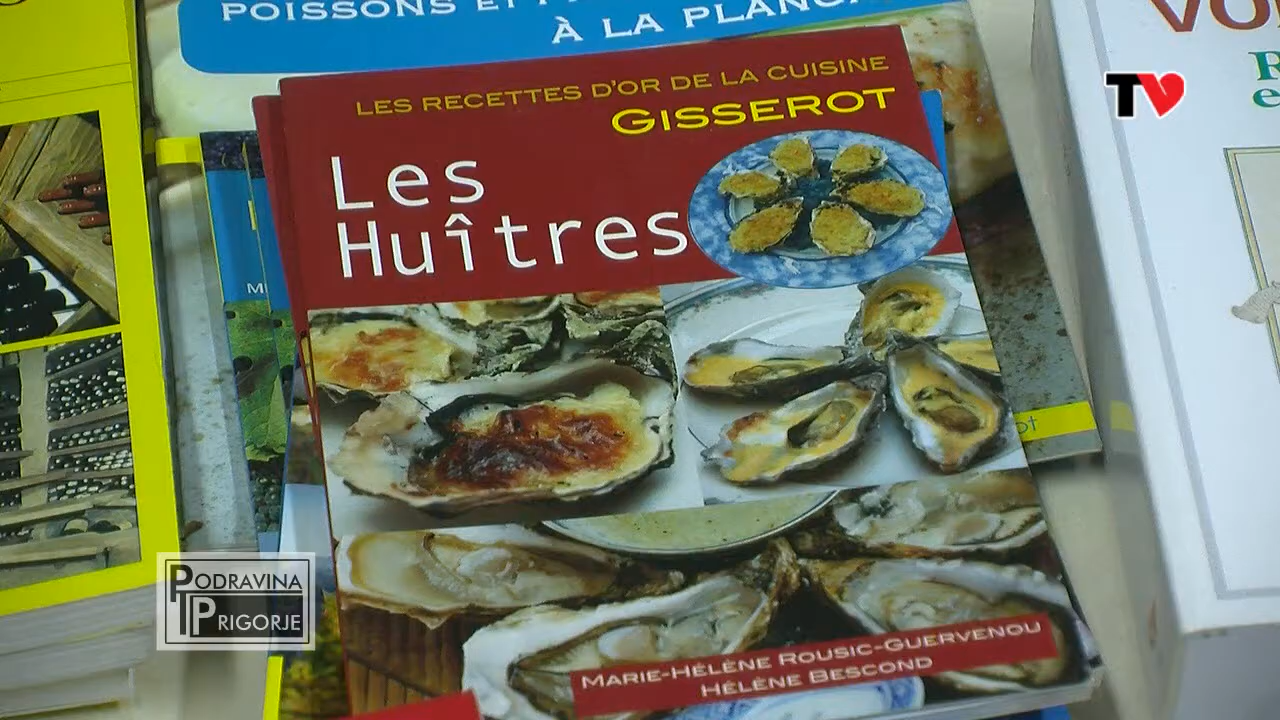 POISSONS ET
À LA PLANCHA
TV
LES RECETTES D'OR DE LA CUISINE
GISSEROT
Les
Huîtres
PODRAVINA
PRIGORJE
MARIE-HÉLÈNE ROUSIC-GUERVENOU
HÉLÈNE BESCOND